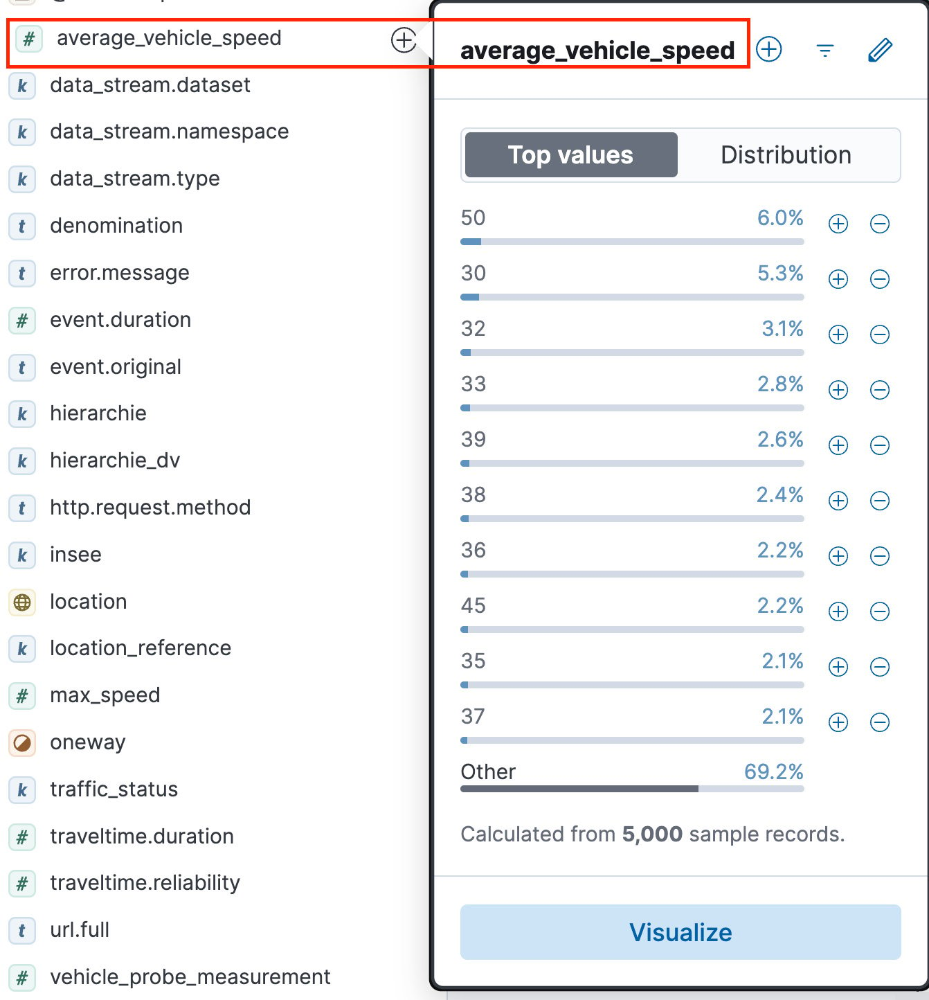 # average_vehicle_speed
k data_stream.dataset
k data_stream.namespace
k data_stream.type
t denomination
t error.message
# event.duration
t event.original
k hierarchie
k hierarchie_dv
t http.request.method
k insee
location
k location_reference
# max_speed
oneway
k traffic_status
# traveltime.duration
# traveltime.reliability
t url.full
# vehicle_probe_measurement
average_vehicle_speed
Top values Distribution
50 6.0%
30 5.3%
32 3.1%
33 2.8%
39 2.6%
38 2.4%
36 2.2%
45 2.2%
35 2.1%
37 2.1%
Other 69.2%
Calculated from 5,000 sample records.
Visualize